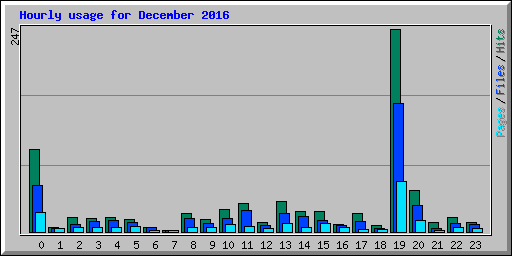 Hourly usage for December 2016
247
Pages/Files/Hits
0 1 2 3 4 5 6 7 8 9 10 11 12 13 14 15 16 17 18 19 20 21 22 23